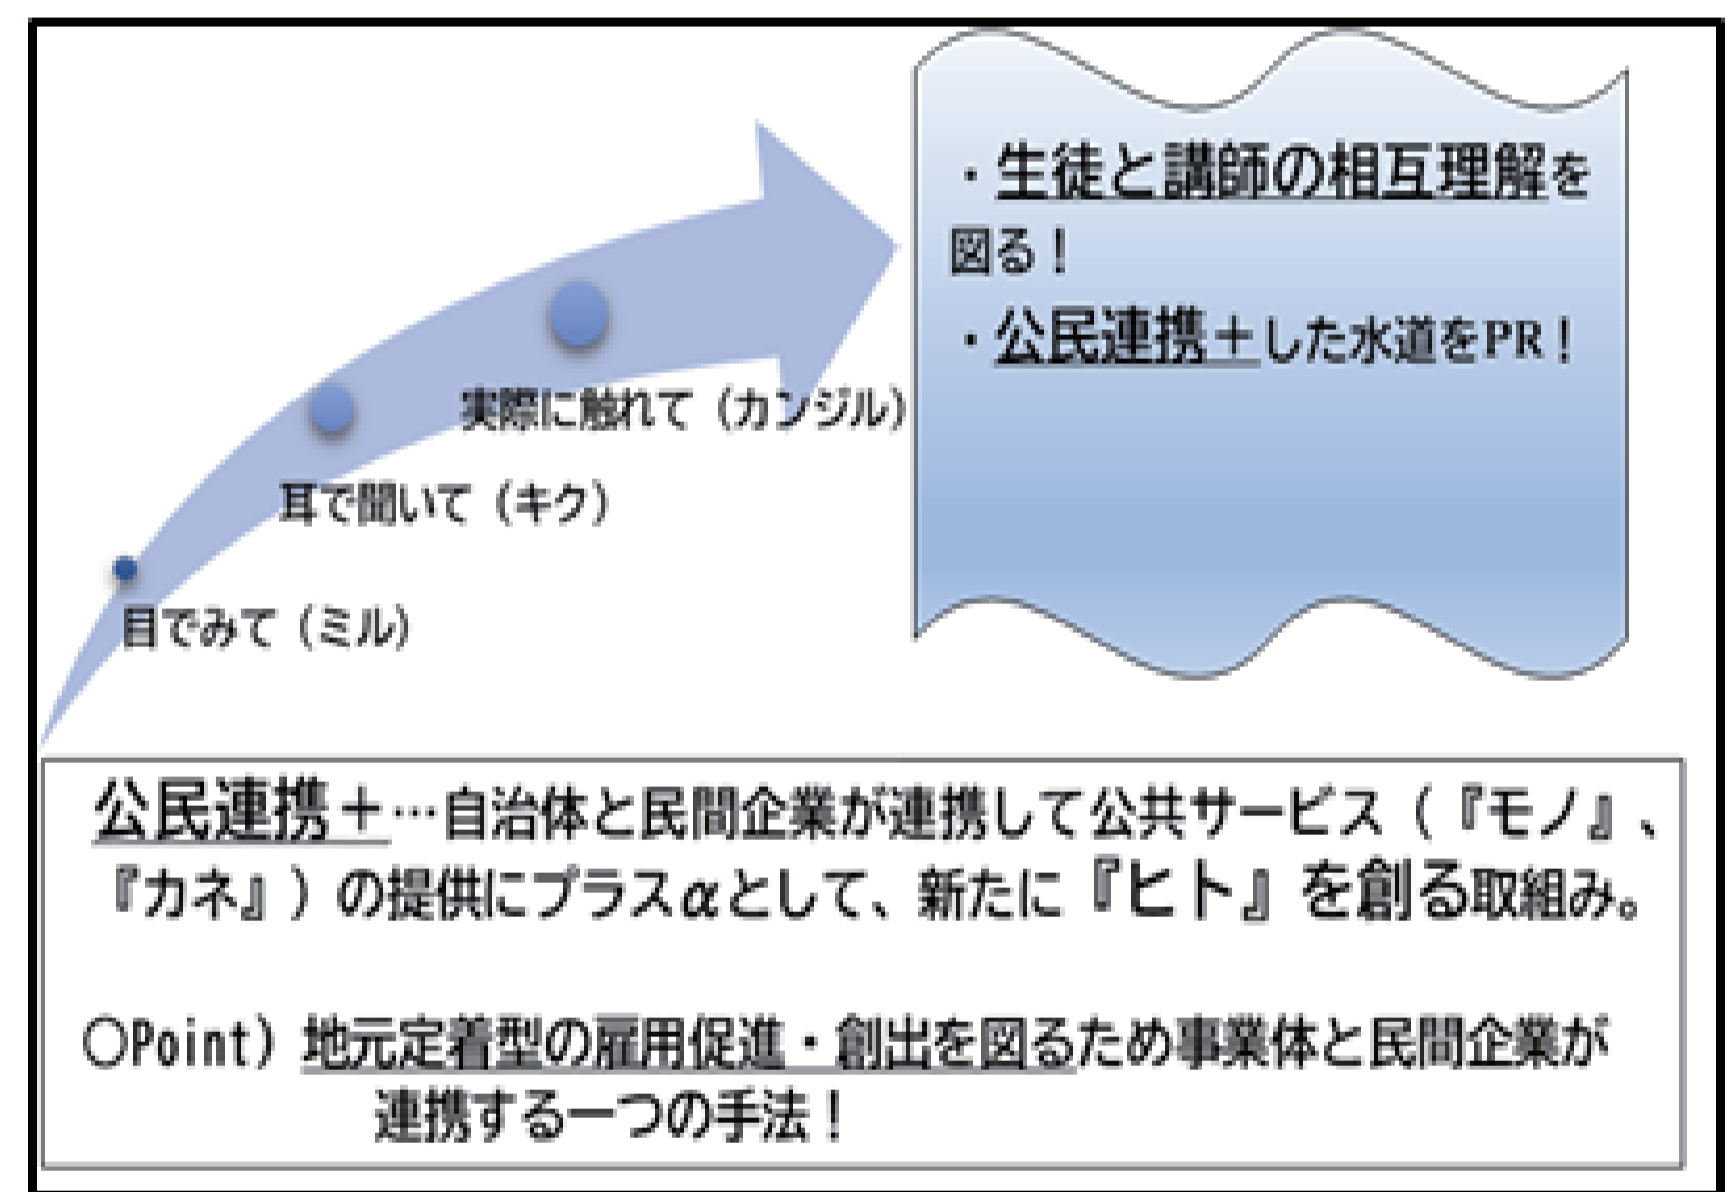 ・生徒と講師の相互理解を
図る！
・公民連携＋した水道をPR！
実際に触れて（カンジル）
耳で聞いて（キク）
目でみて（ミル）
公民連携＋…自治体と民間企業が連携して公共サービス（『モノ』、
『カネ』）の提供にプラスαとして、新たに『ヒト』を創る取組み。
○Point）地元定着型の雇用促進・創出を図るため事業体と民間企業が
連携する一つの手法！